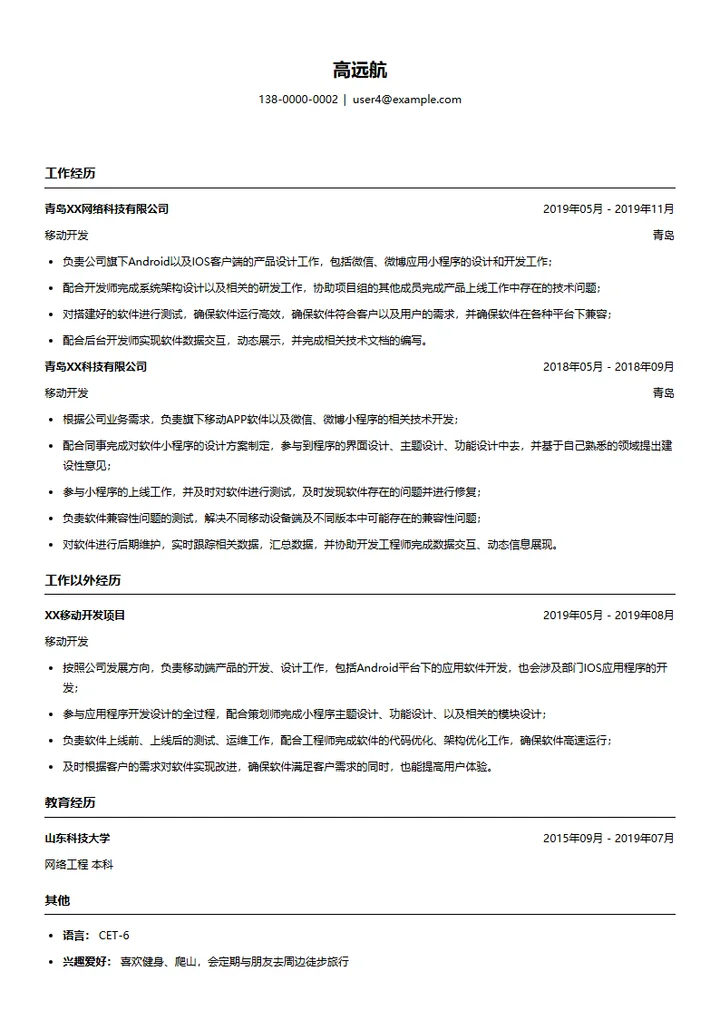 高远航
138-0000-0002 | user4@example.com
工作经历
青岛XX网络科技有限公司 2019年05月 - 2019年11月
移动开发 青岛
• 负责公司旗下Android以及IOS客户端的产品设计工作，包括微信、微博应用小程序的设计和开发工作；
• 配合开发师完成系统架构设计以及相关的研发工作，协助项目组的其他成员完成产品上线工作中存在的技术问题；
• 对搭建好的软件进行测试，确保软件运行高效，确保软件符合客户以及用户的需求，并确保软件在各种平台下兼容；
• 配合后台开发师实现软件数据交互，动态展示，并完成相关技术文档的编写。
青岛XX科技有限公司 2018年05月 - 2018年09月
移动开发 青岛
• 根据公司业务需求，负责旗下移动APP软件以及微信、微博小程序的相关技术开发；
• 配合同事完成对软件小程序的设计方案制定，参与到程序的界面设计、主题设计、功能设计中去，并基于自己熟悉的领域提出建
设性意见；
• 参与小程序的上线工作，并及时对软件进行测试，及时发现软件存在的问题并进行修复；
• 负责软件兼容性问题的测试，解决不同移动设备端及不同版本中可能存在的兼容性问题；
• 对软件进行后期维护，实时跟踪相关数据，汇总数据，并协助开发工程师完成数据交互、动态信息展现。
工作以外经历
XX移动开发项目 2019年05月 - 2019年08月
移动开发
• 按照公司发展方向，负责移动端产品的开发、设计工作，包括Android平台下的应用软件开发，也会涉及部门IOS应用程序的开
发；
• 参与应用程序开发设计的全过程，配合策划师完成小程序主题设计、功能设计、以及相关的模块设计；
• 负责软件上线前、上线后的测试、运维工作，配合工程师完成软件的代码优化、架构优化工作，确保软件高速运行；
• 及时根据客户的需求对软件实现改进，确保软件满足客户需求的同时，也能提高用户体验。
教育经历
山东科技大学 2015年09月 - 2019年07月
网络工程 本科
其他
• 语言： CET-6
• 兴趣爱好： 喜欢健身、爬山，会定期与朋友去周边徒步旅行